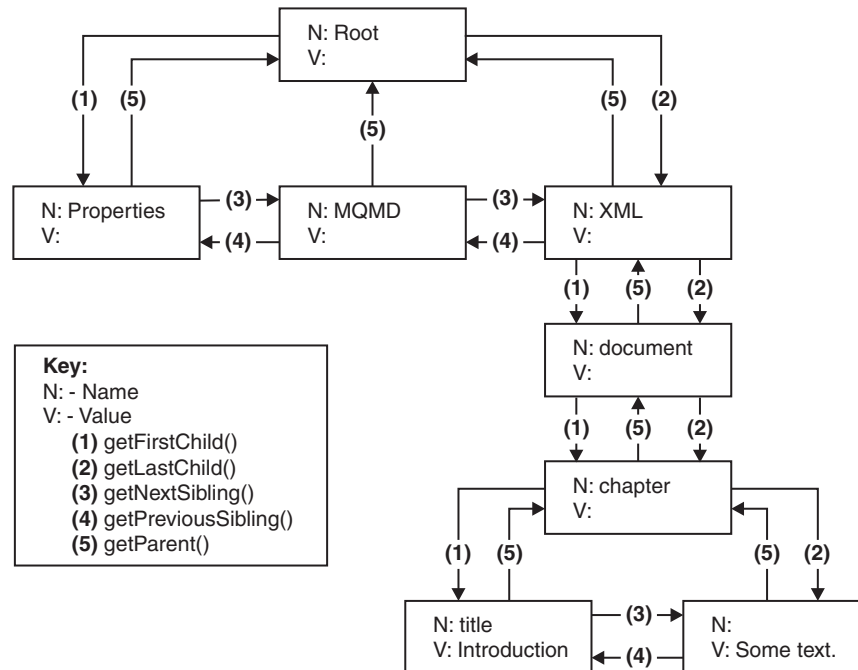 N: Root
V:
(1)
(5)
(5)
(5)
(2)
N: Properties
V:
(3)
(4)
N: MQMD
V:
(3)
(4)
N: XML
V:
(1)
(5)
(2)
N: document
V:
(1)
(5)
(2)
N: chapter
V:
(1)
(5)
(5)
(2)
N: title
V: Introduction
(3)
(4)
N:
V: Some text.
Key:
N: - Name
V: - Value
(1) getFirstChild()
(2) getLastChild()
(3) getNextSibling()
(4) getPreviousSibling()
(5) getParent()